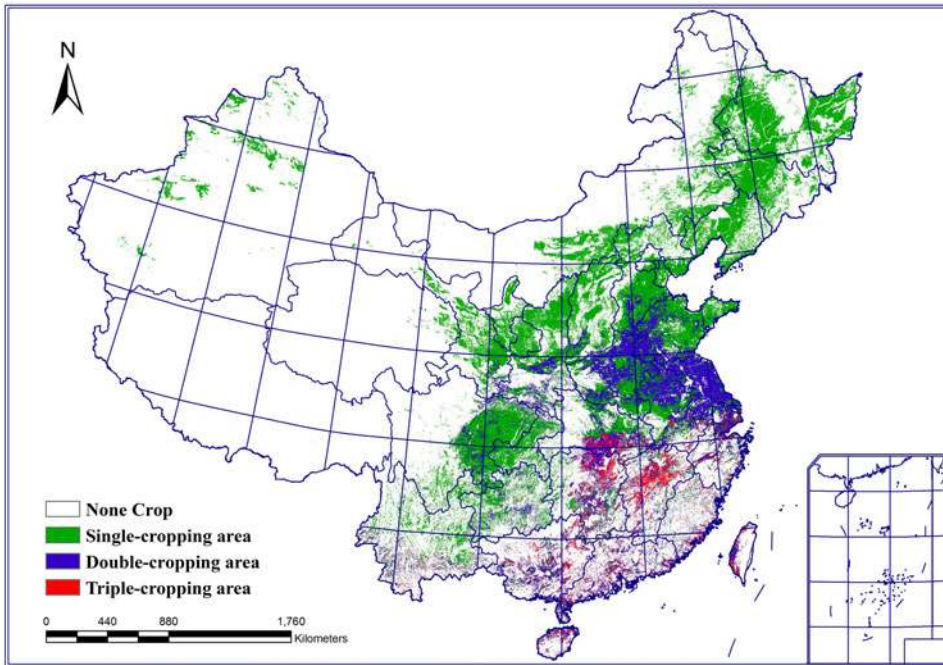 N
None Crop
Single-cropping area
Double-cropping area
Triple-cropping area
0 440 880 1,760
Kilometers